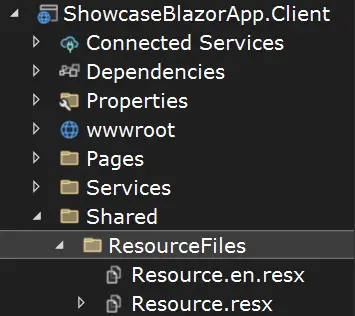 ShowcaseBlazorApp.Client
Connected Services
Dependencies
Properties
wwwroot
Pages
Services
Shared
ResourceFiles
Resource.en.resx
Resource.resx